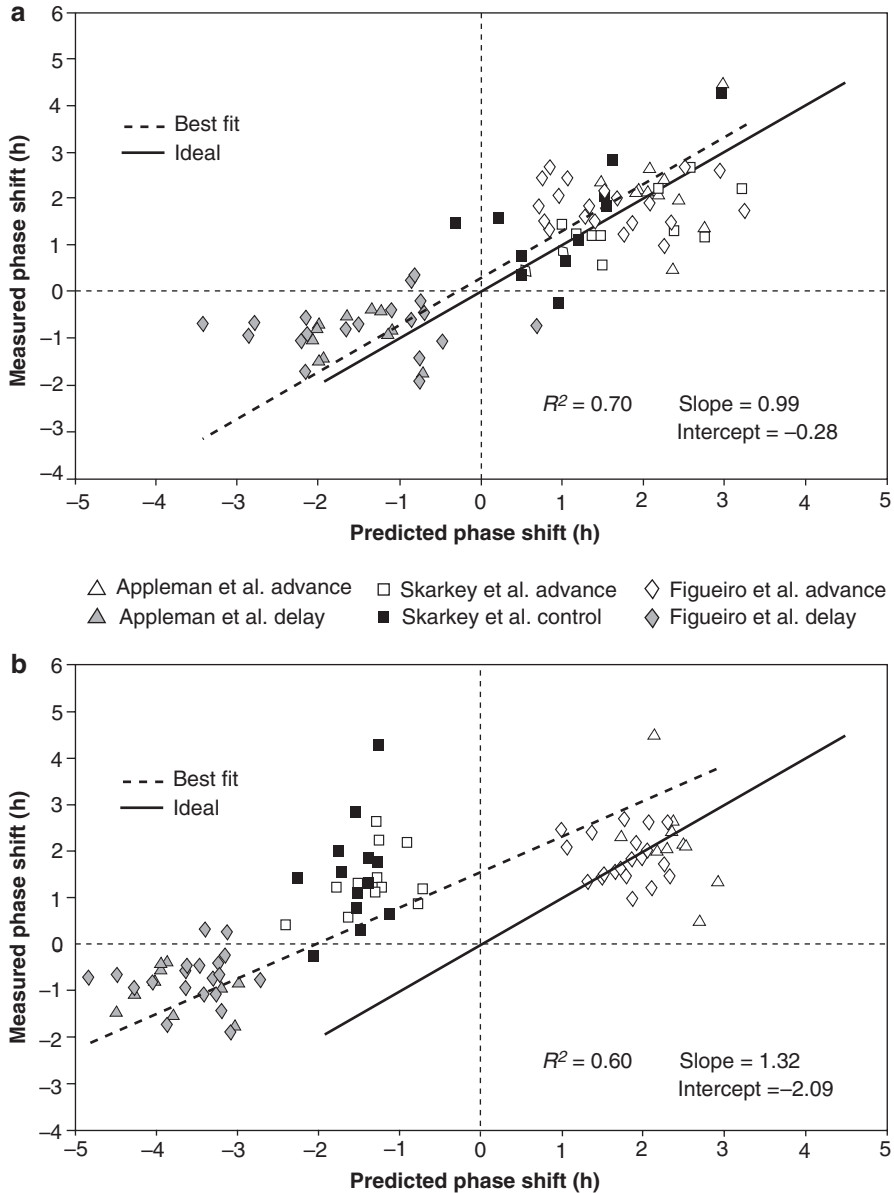 a
6
5
4
3
2
1
0
–1
–2
–3
–4
Measured phase shift (h)
Best fit
Ideal
R² = 0.70 Slope = 0.99
Intercept = –0.28
–5 –4 –3 –2 –1 0 1 2 3 4 5
Predicted phase shift (h)
Appleman et al. advance Skarkey et al. advance Figueiro et al. advance
Appleman et al. delay Skarkey et al. control Figueiro et al. delay
b
6
5
4
3
2
1
0
–1
–2
–3
–4
Measured phase shift (h)
Best fit
Ideal
R² = 0.60 Slope = 1.32
Intercept =–2.09
–5 –4 –3 –2 –1 0 1 2 3 4 5
Predicted phase shift (h)